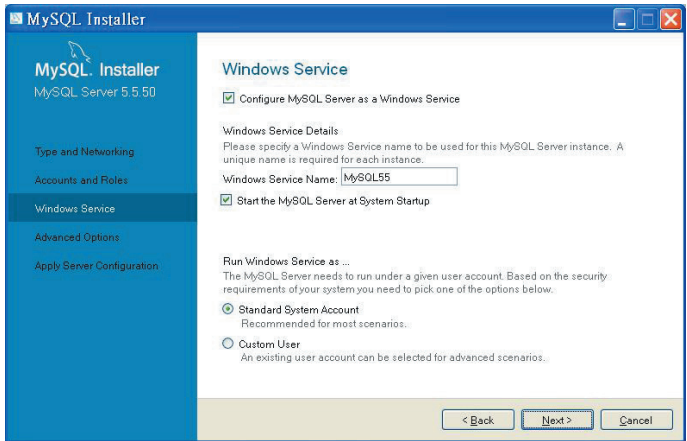 MySQL Installer
MySQL. Installer
MySQL Server 5.5.50
Type and Networking
Accounts and Roles
Windows Service
Advanced Options
Apply Server Configuration
Windows Service
Configure MySQL Server as a Windows Service
Windows Service Details
Please specify a Windows Service name to be used for this MySQL Server instance. A
unique name is required for each instance.
Windows Service Name: MySQL55
Start the MySQL Server at System Startup
Run Windows Service as ...
The MySQL Server needs to run under a given user account. Based on the security
requirements of your system you need to pick one of the options below.
Standard System Account
Recommended for most scenarios.
Custom User
An existing user account can be selected for advanced scenarios.
< Back Next > Cancel